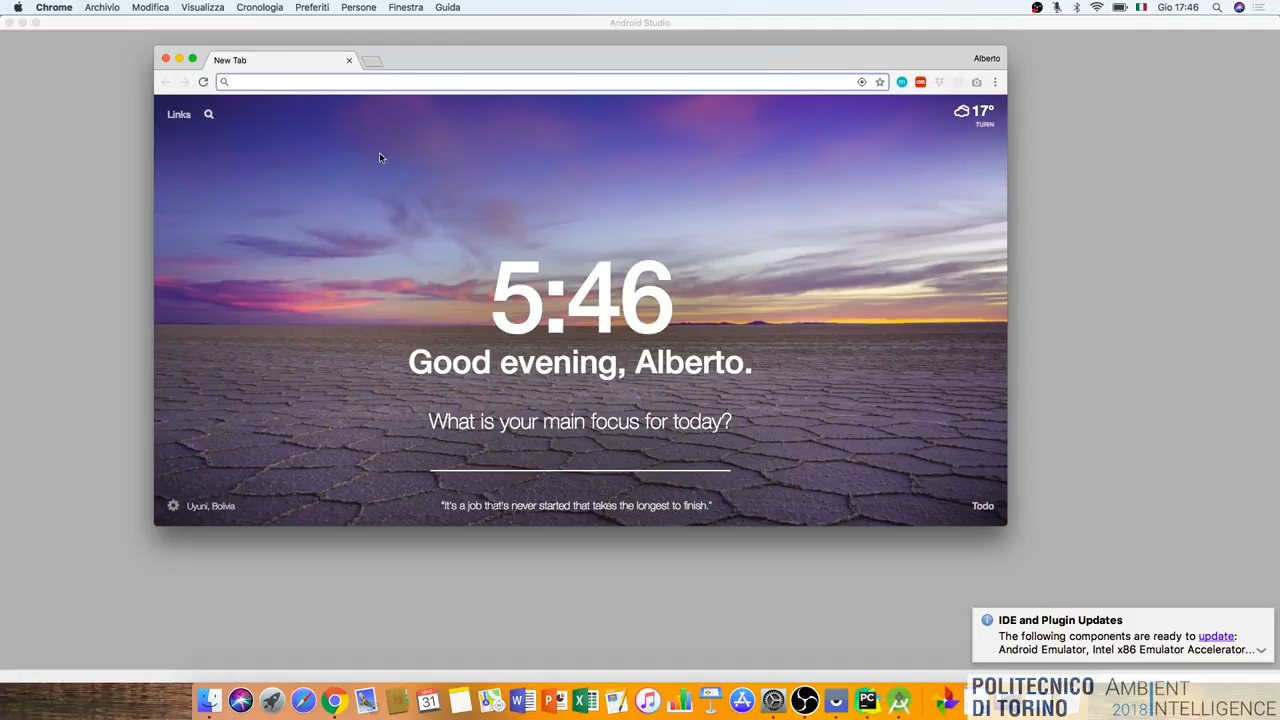 Chrome Archivio Modifica Visualizza Cronologia Preferiti Persone Finestra Guida Gio 17:46
Android Studio
New Tab
Alberto
Links
17°
TURIN
5:46
Good evening, Alberto.
What is your main focus for today?
Uyuni, Bolivia
"It's a job that's never started that takes the longest to finish."
Todo
IDE and Plugin Updates
The following components are ready to update:
Android Emulator, Intel x86 Emulator Accelerator...
31
PC
POLITECNICO
DI TORINO
AMBIENT
2018 INTELLIGENCE